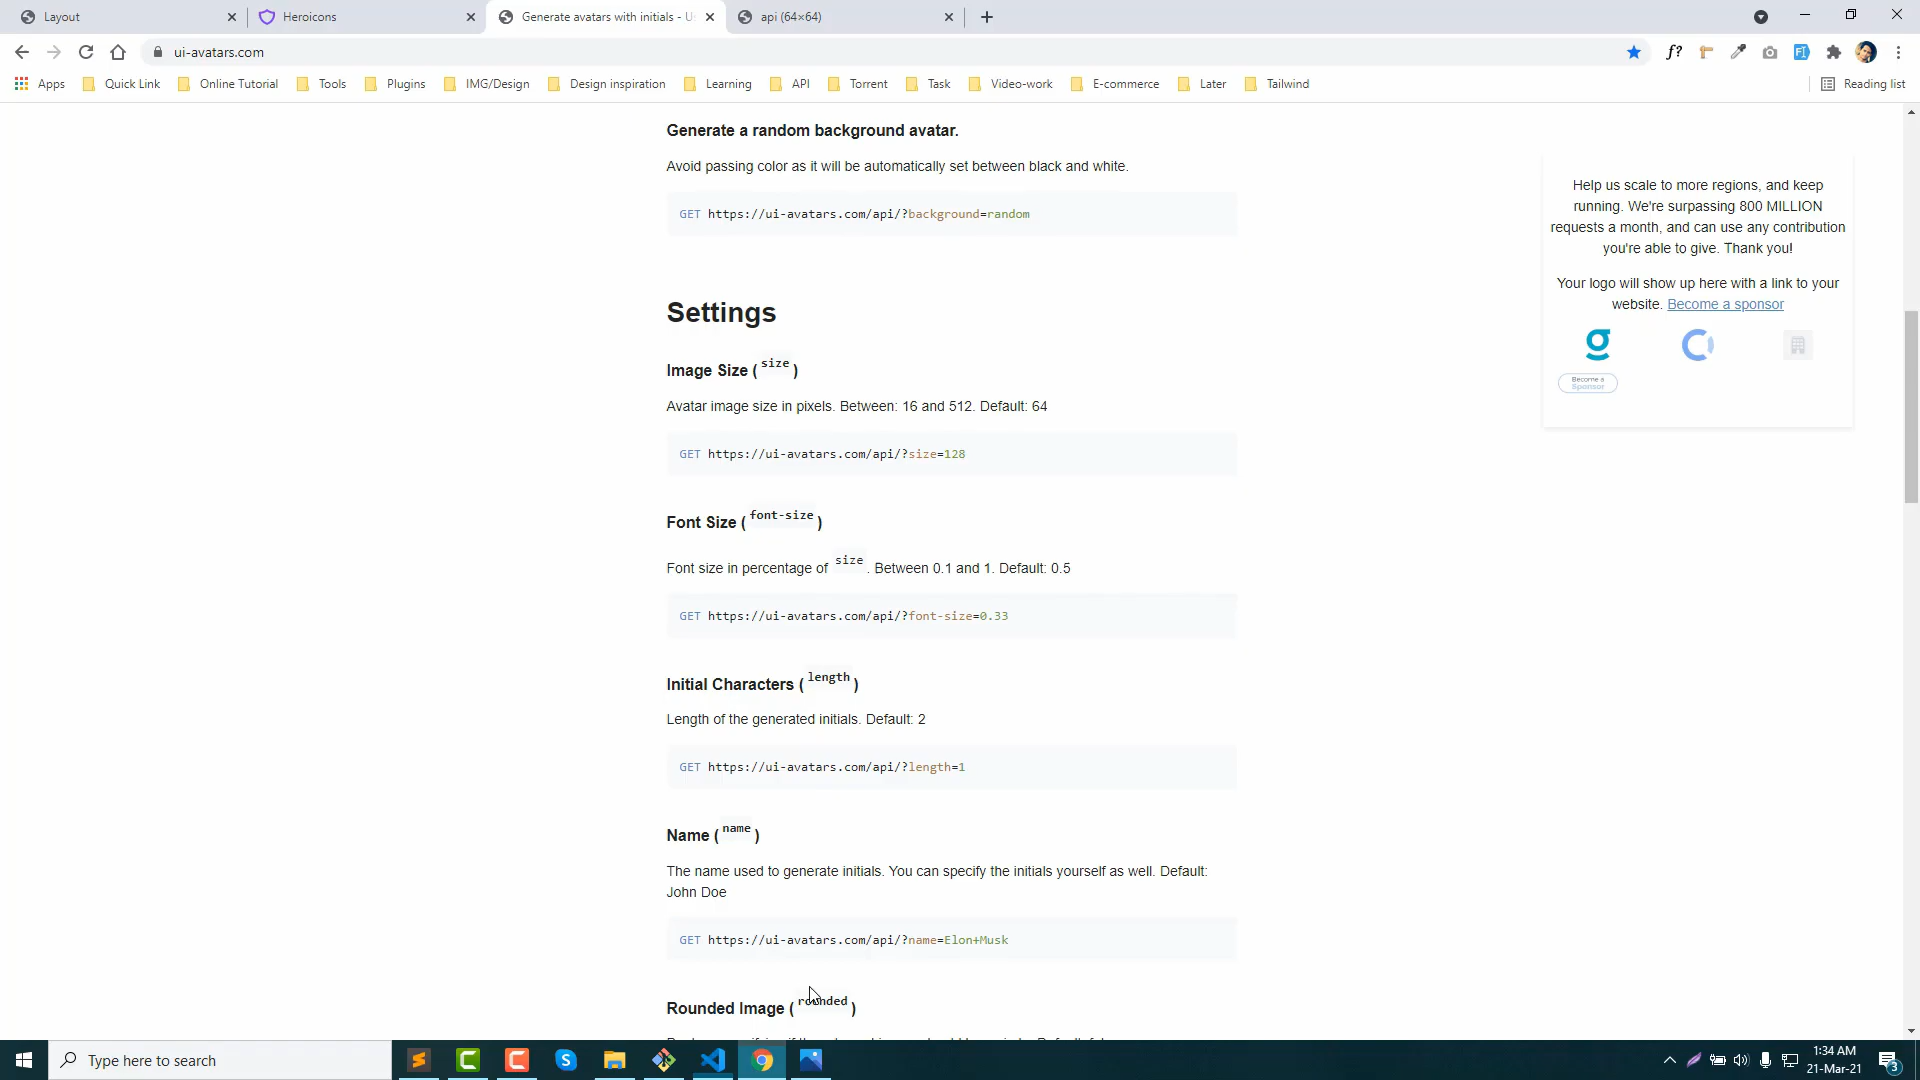 Layout
Heroicons
Generate avatars with initials - U
api (64×64)
ui-avatars.com
f?
Apps
Quick Link
Online Tutorial
Tools
Plugins
IMG/Design
Design inspiration
Learning
API
Torrent
Task
Video-work
E-commerce
Later
Tailwind
Reading list
Generate a random background avatar.
Avoid passing color as it will be automatically set between black and white.
GET https://ui-avatars.com/api/?background=random
Settings
Image Size ( size )
Avatar image size in pixels. Between: 16 and 512. Default: 64
GET https://ui-avatars.com/api/?size=128
Font Size ( font-size )
Font size in percentage of size . Between 0.1 and 1. Default: 0.5
GET https://ui-avatars.com/api/?font-size=0.33
Initial Characters ( length )
Length of the generated initials. Default: 2
GET https://ui-avatars.com/api/?length=1
Name ( name )
The name used to generate initials. You can specify the initials yourself as well. Default:
John Doe
GET https://ui-avatars.com/api/?name=Elon+Musk
Rounded Image ( rounded )
Help us scale to more regions, and keep
running. We're surpassing 800 MILLION
requests a month, and can use any contribution
you're able to give. Thank you!
Your logo will show up here with a link to your
website. Become a sponsor
Become a
Sponsor
Type here to search
1:34 AM
21-Mar-21
3